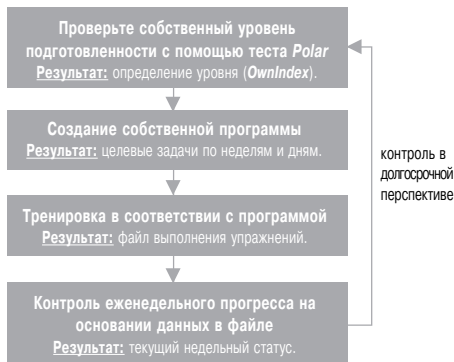 Проверьте собственный уровень
подготовленности с помощью теста Polar
Результат: определение уровня (OwnIndex).
Создание собственной программы
Результат: целевые задачи по неделям и дням.
Тренировка в соответствии с программой
Результат: файл выполнения упражнений.
Контроль еженедельного прогресса на
основании данных в файле
Результат: текущий недельный статус.
контроль в
долгосрочной
перспективе